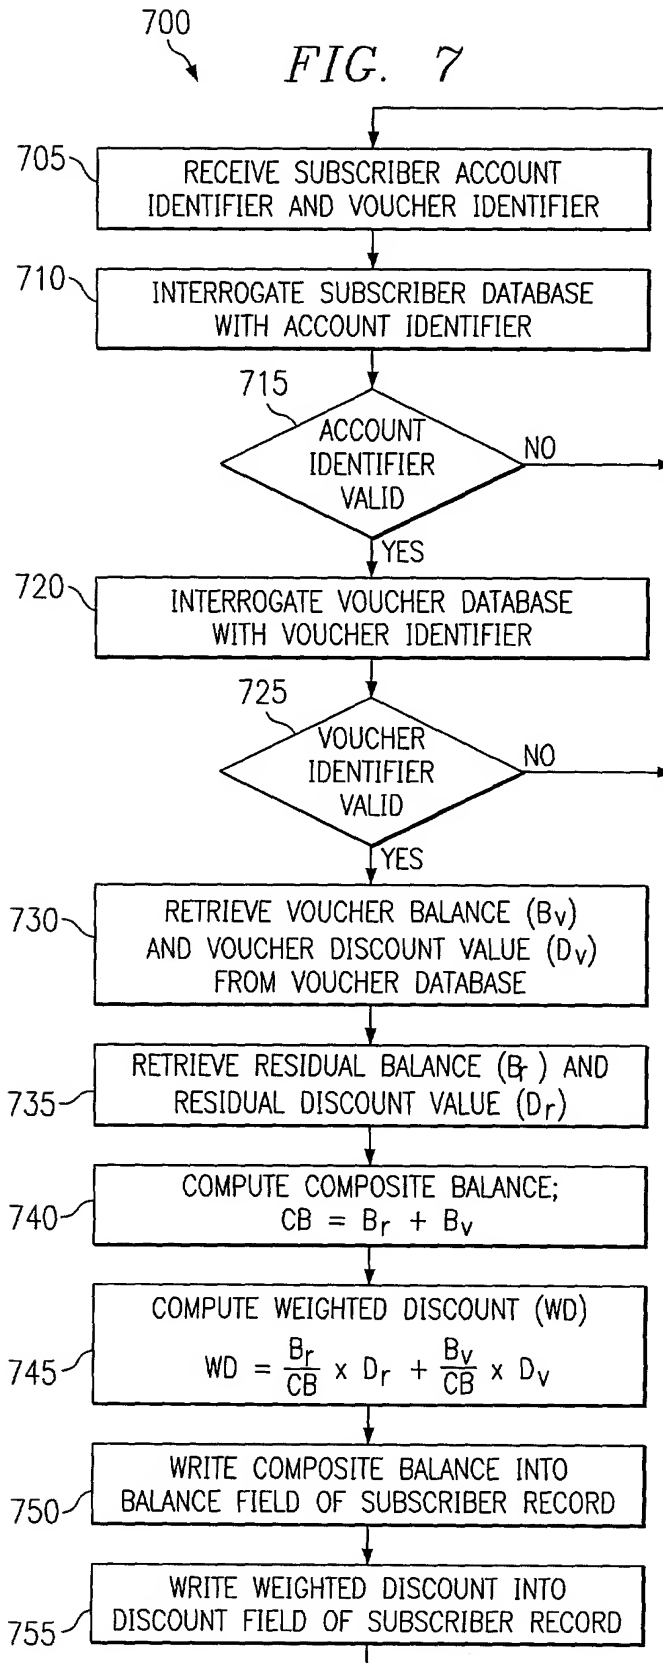 700
FIG. 7
705
RECEIVE SUBSCRIBER ACCOUNT
IDENTIFIER AND VOUCHER IDENTIFIER
710
INTERROGATE SUBSCRIBER DATABASE
WITH ACCOUNT IDENTIFIER
715
ACCOUNT
IDENTIFIER
VALID
NO
YES
720
INTERROGATE VOUCHER DATABASE
WITH VOUCHER IDENTIFIER
725
VOUCHER
IDENTIFIER
VALID
NO
YES
730
RETRIEVE VOUCHER BALANCE (Bv)
AND VOUCHER DISCOUNT VALUE (Dv)
FROM VOUCHER DATABASE
735
RETRIEVE RESIDUAL BALANCE (Br) AND
RESIDUAL DISCOUNT VALUE (Dr)
740
COMPUTE COMPOSITE BALANCE;
CB = Br + Bv
745
COMPUTE WEIGHTED DISCOUNT (WD)
WD = Br/CB x Dr + Bv/CB x Dv
750
WRITE COMPOSITE BALANCE INTO
BALANCE FIELD OF SUBSCRIBER RECORD
755
WRITE WEIGHTED DISCOUNT INTO
DISCOUNT FIELD OF SUBSCRIBER RECORD